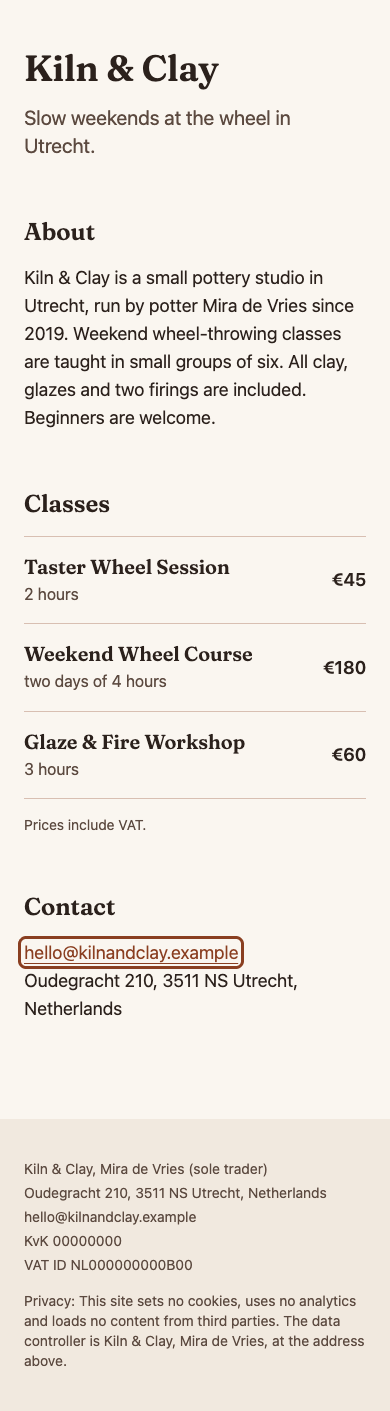 Kiln & Clay
Slow weekends at the wheel in
Utrecht.
About
Kiln & Clay is a small pottery studio in
Utrecht, run by potter Mira de Vries since
2019. Weekend wheel-throwing classes
are taught in small groups of six. All clay,
glazes and two firings are included.
Beginners are welcome.
Classes
Taster Wheel Session
2 hours
€45
Weekend Wheel Course
two days of 4 hours
€180
Glaze & Fire Workshop
3 hours
€60
Prices include VAT.
Contact
hello@kilnandclay.example
Oudegracht 210, 3511 NS Utrecht,
Netherlands
Kiln & Clay, Mira de Vries (sole trader)
Oudegracht 210, 3511 NS Utrecht, Netherlands
hello@kilnandclay.example
KvK 00000000
VAT ID NL000000000B00
Privacy: This site sets no cookies, uses no analytics
and loads no content from third parties. The data
controller is Kiln & Clay, Mira de Vries, at the address
above.